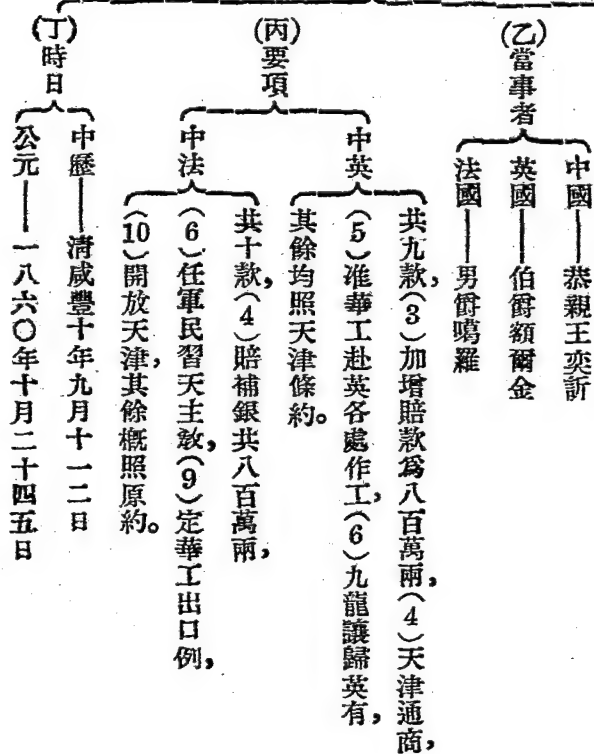 (乙)當事者
中國——恭親王奕訢
英國——伯爵額爾金
法國——男爵噶羅
(丙)要項
中英
共九款,(3)加增賠款爲八百萬兩,(4)天津通商,
(5)准華工赴英各處作工,(6)九龍讓歸英有,
其餘均照天津條約。
中法
共十款,(4)賠補銀共八百萬兩,
(6)任軍民習天主敎,(9)定華工出口例,
(10)開放天津,其餘槪照原約。
(丁)時日
中歷——淸咸豐十年九月十一二日
公元——一八六〇年十月二十四五日